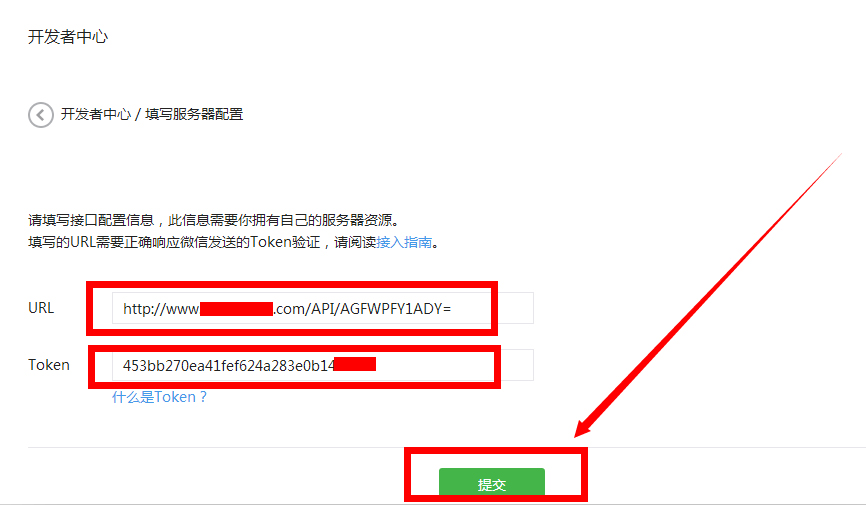 开发者中心
开发者中心 / 填写服务器配置
请填写接口配置信息，此信息需要你拥有自己的服务器资源。
填写的URL需要正确响应微信发送的Token验证，请阅读接入指南。
URL http://www .com/API/AGFWPFY1ADY=
Token 453bb270ea41fef624a283e0b14
什么是Token？
提交